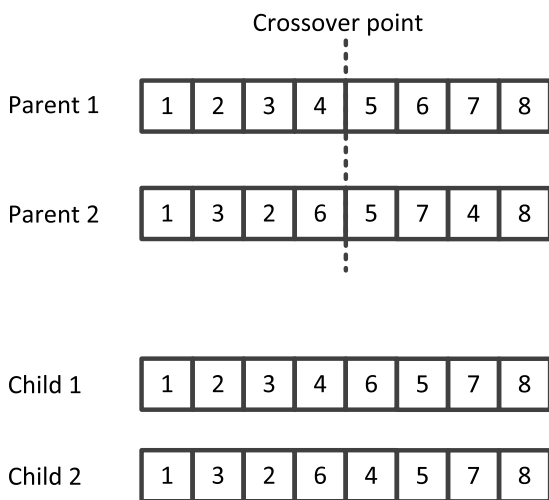 Crossover point
Parent 1 1 2 3 4 5 6 7 8
Parent 2 1 3 2 6 5 7 4 8
Child 1 1 2 3 4 6 5 7 8
Child 2 1 3 2 6 4 5 7 8